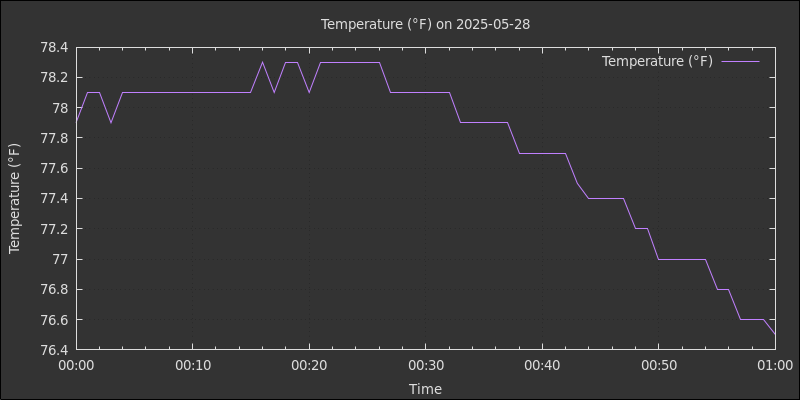 Temperature (°F) on 2025-05-28
Temperature (°F)
78.4
78.2
78
77.8
77.6
77.4
77.2
77
76.8
76.6
76.4
Temperature (°F)
00:00 00:10 00:20 00:30 00:40 00:50 01:00
Time